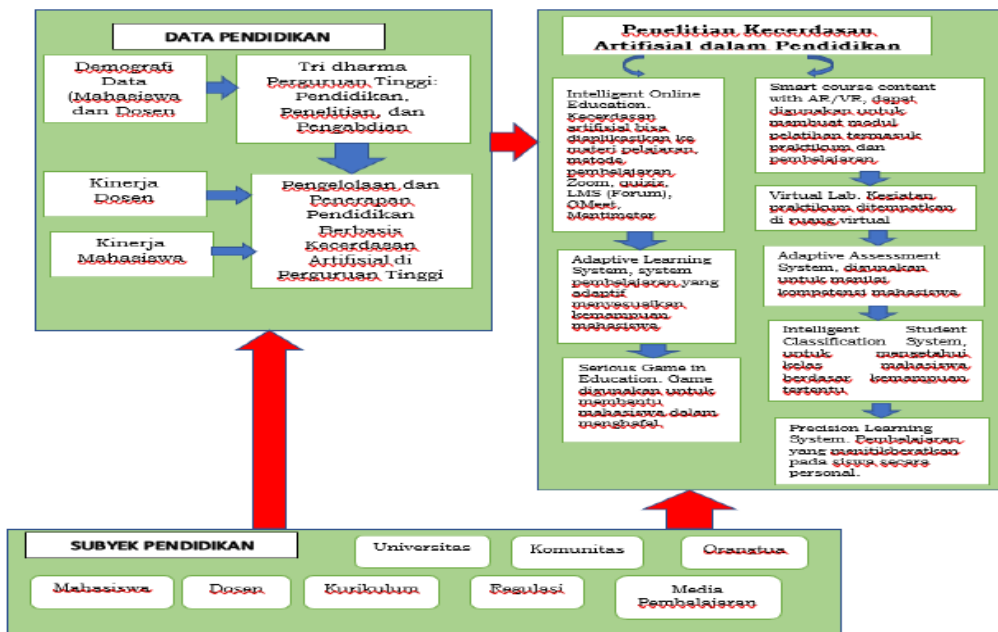 DATA PENDIDIKAN
Demografi
Data
(Mahasiswa
dan Dosen
Tri dharma
Perguruan Tinggi:
Pendidikan,
Penelitian, dan
Pengabdian
Kinerja
Dosen
Kinerja
Mahasiswa
Pengelolaan dan
Penerapan
Pendidikan
Berbasis
Kecerdasan
Artifisial di
Perguruan Tinggi
Penelitian Kecerdasan
Artifisial dalam Pendidikan
Intelligent Online
Education.
Kecerdasan
artifisial bisa
diaplikasikan ke
materi pelajaran,
metode
pembelajaran
Zoom, quiziz,
LMS (Forum),
OMeet,
Mentimeter
Adaptive Learning
System, system
pembelajaran yang
adaptif
menyesuaikan
kemampuan
mahasiswa
Serious Game in
Education. Game
digunakan untuk
membantu
mahasiswa dalam
menghafal
Smart course content
with AR/VR, dapat
digunakan untuk
membuat modul
pelatihan termasuk
praktikum dan
pembelajaran
Virtual Lab. Kegiatan
praktikum ditempatkan
di ruang virtual
Adaptive Assessment
System, digunakan
untuk menilai
kompetensi mahasiswa
Intelligent Student
Classification System,
untuk mengetahui
kelas mahasiswa
berdasar kemampuan
tertentu
Precision Learning
System. Pembelajaran
yang menitikberatkan
pada siswa secara
personal.
SUBYEK PENDIDIKAN
Universitas
Komunitas
Orangtua
Mahasiswa
Dosen
Kurikulum
Regulasi
Media
Pembalajaran